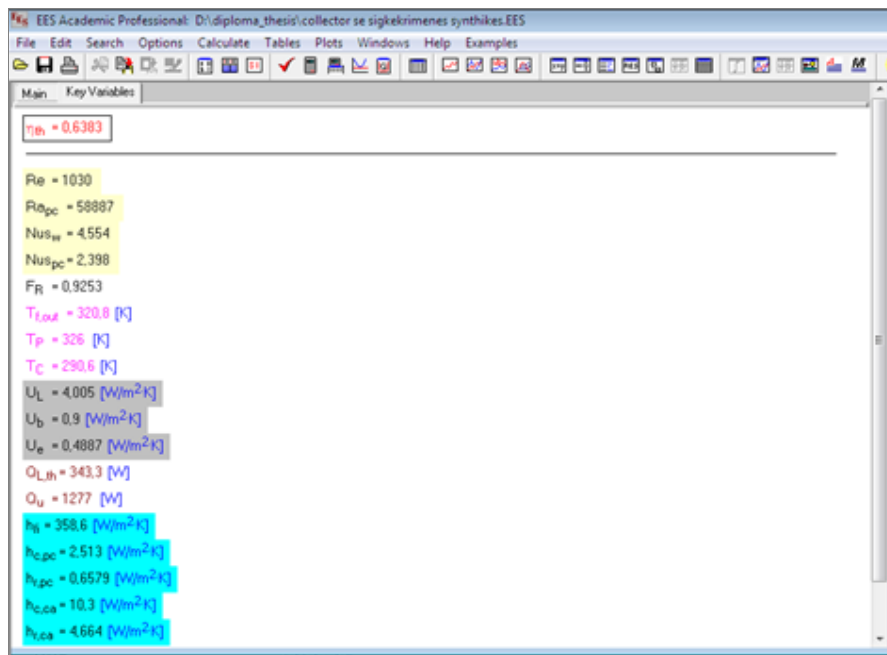 EES Academic Professional: D:\diploma_thesis\collector se sigkekrimenes synthikes.EES
File Edit Search Options Calculate Tables Plots Windows Help Examples
Main Key Variables
ηth = 0,6383
Re = 1030
Rapc = 58887
Nusw = 4,554
Nuspc = 2,398
FR = 0,9253
Tf,out = 320,8 [K]
TP = 326 [K]
TC = 290,6 [K]
UL = 4,005 [W/m²K]
Ub = 0,9 [W/m²K]
Ue = 0,4887 [W/m²K]
QL,th = 343,3 [W]
Qu = 1277 [W]
hfi = 358,6 [W/m²K]
hc,pc = 2,513 [W/m²K]
hr,pc = 0,6579 [W/m²K]
hc,ca = 10,3 [W/m²K]
hr,ca = 4,664 [W/m²K]